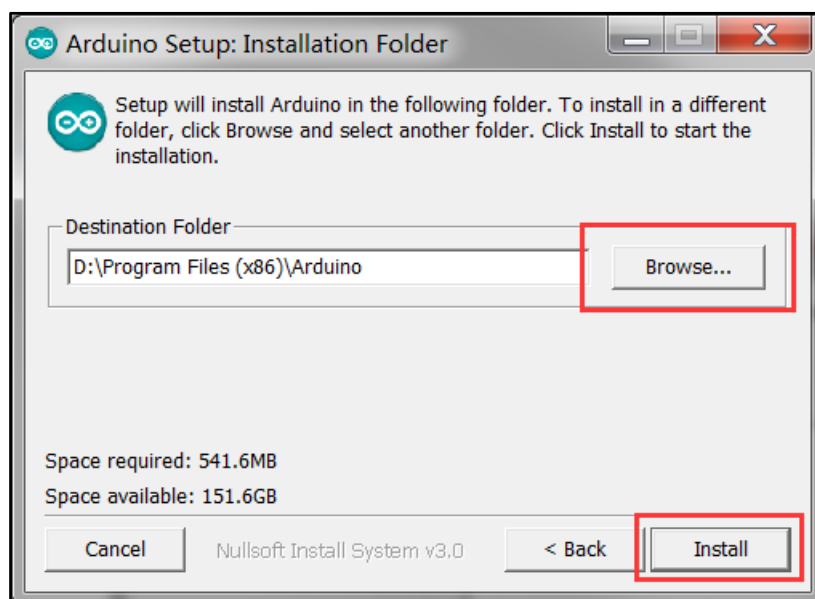 Arduino Setup: Installation Folder
Setup will install Arduino in the following folder. To install in a different
folder, click Browse and select another folder. Click Install to start the
installation.
Destination Folder
D:\Program Files (x86)\Arduino
Browse...
Space required: 541.6MB
Space available: 151.6GB
Cancel
Nullsoft Install System v3.0
< Back
Install